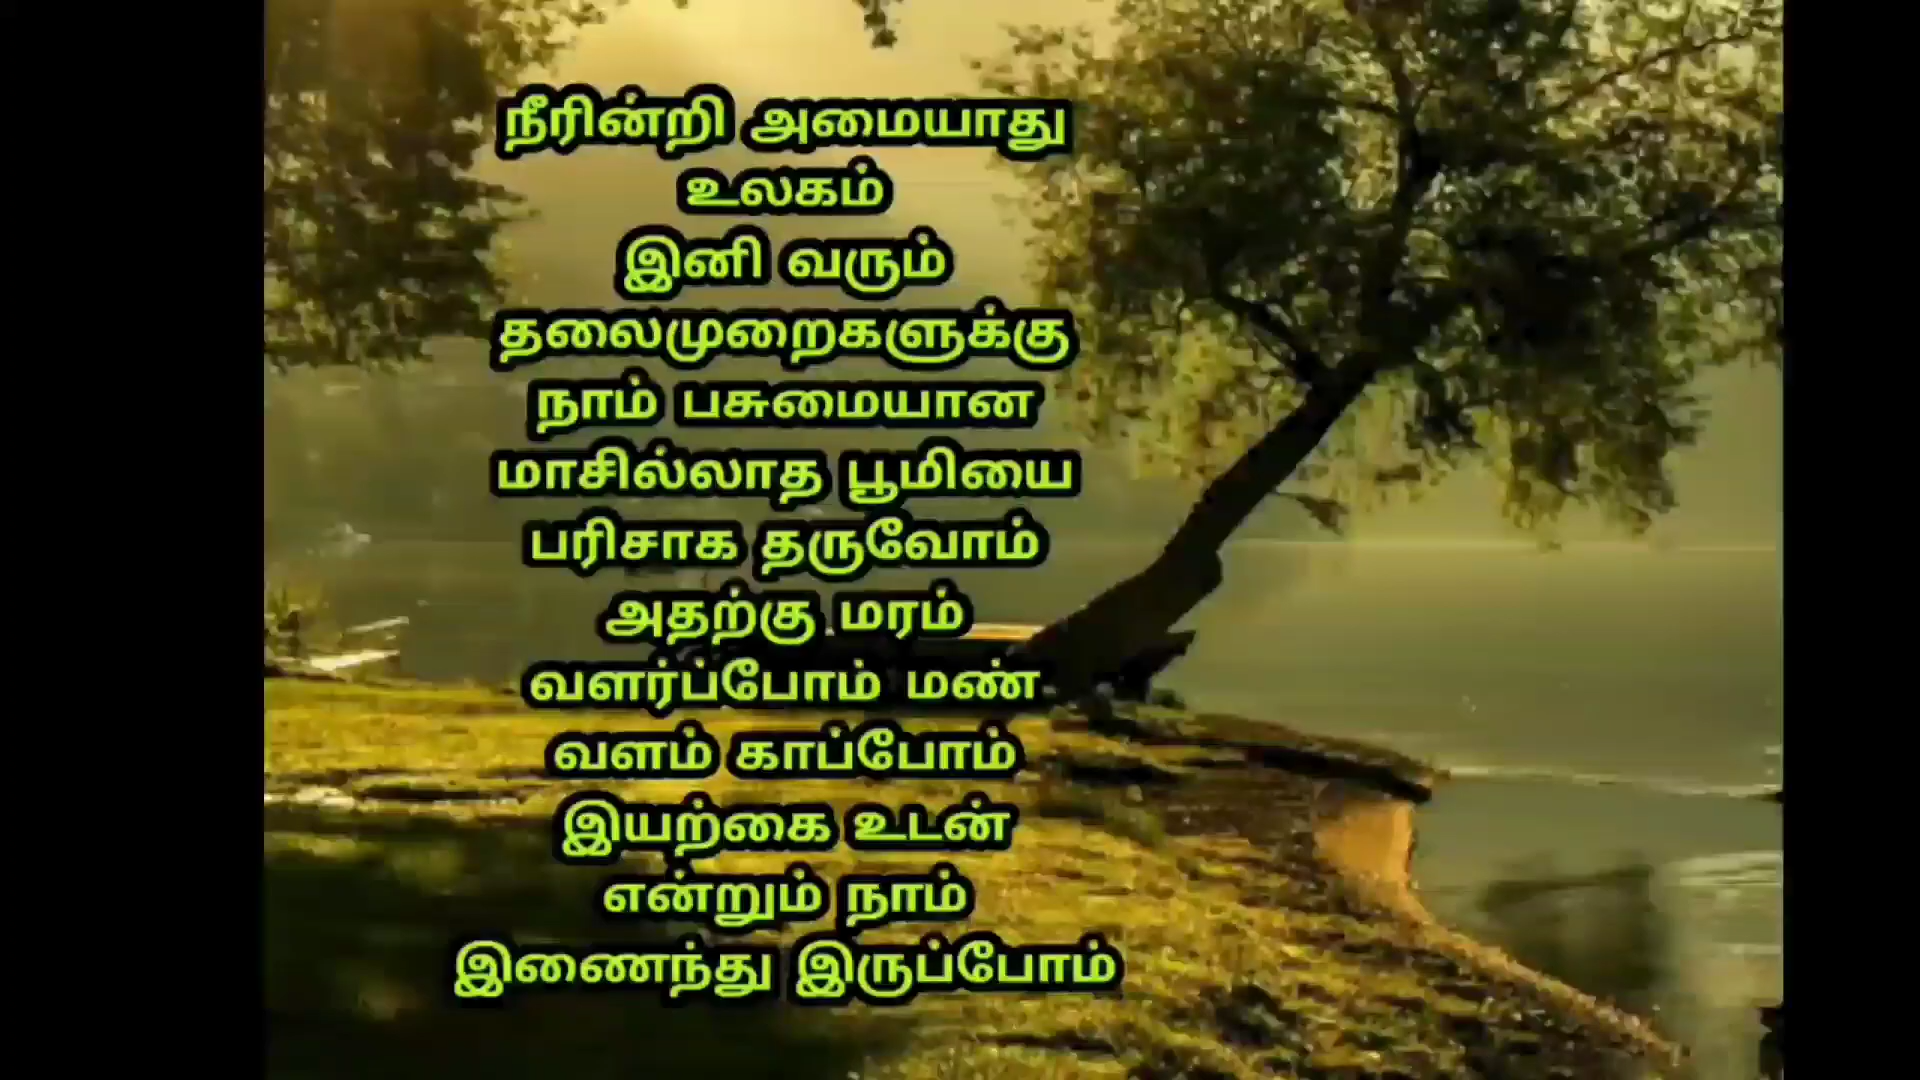 நீரின்றி அமையாது
உலகம்
இனி வரும்
தலைமுறைகளுக்கு
நாம் பசுமையான
மாசில்லாத பூமியை
பரிசாக தருவோம்
அதற்கு மரம்
வளர்ப்போம் மண்
வளம் காப்போம்
இயற்கை உடன்
என்றும் நாம்
இணைந்து இருப்போம்